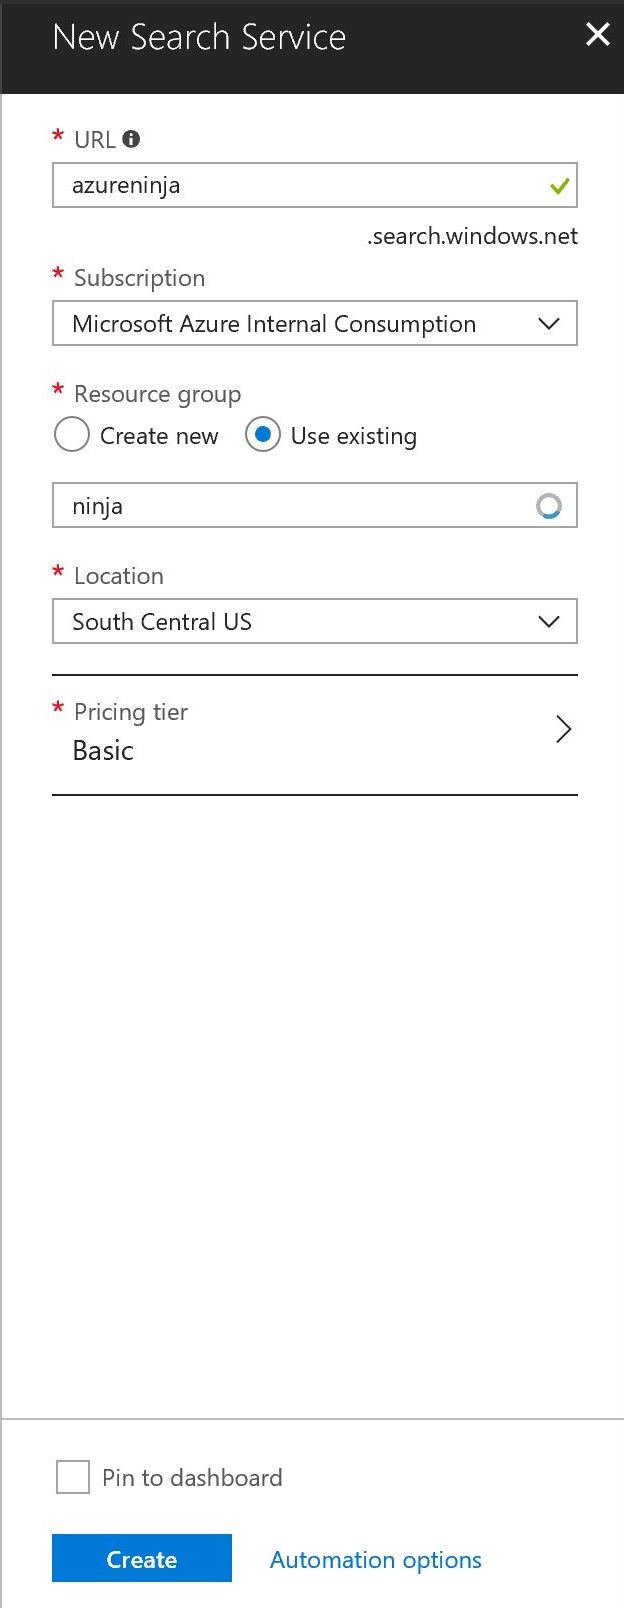 New Search Service
* URL
azureninja
.search.windows.net
* Subscription
Microsoft Azure Internal Consumption
* Resource group
Create new Use existing
ninja
* Location
South Central US
* Pricing tier
Basic
Pin to dashboard
Create Automation options